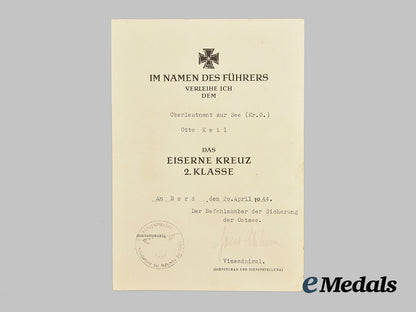 IM NAMEN DES FÜHRERS
VERLEIHE ICH
DEM
Oberleutnant zur See (Kr.O.)
Otto Keil
DAS
EISERNE KREUZ
2. KLASSE
An Bord, den 20.April 1944.
Der Befehlshaber der Sicherung
der Ostsee.
Vizeadmiral.
(DIENSTGRAD UND DIENSTSTELLUNG)
eMedals